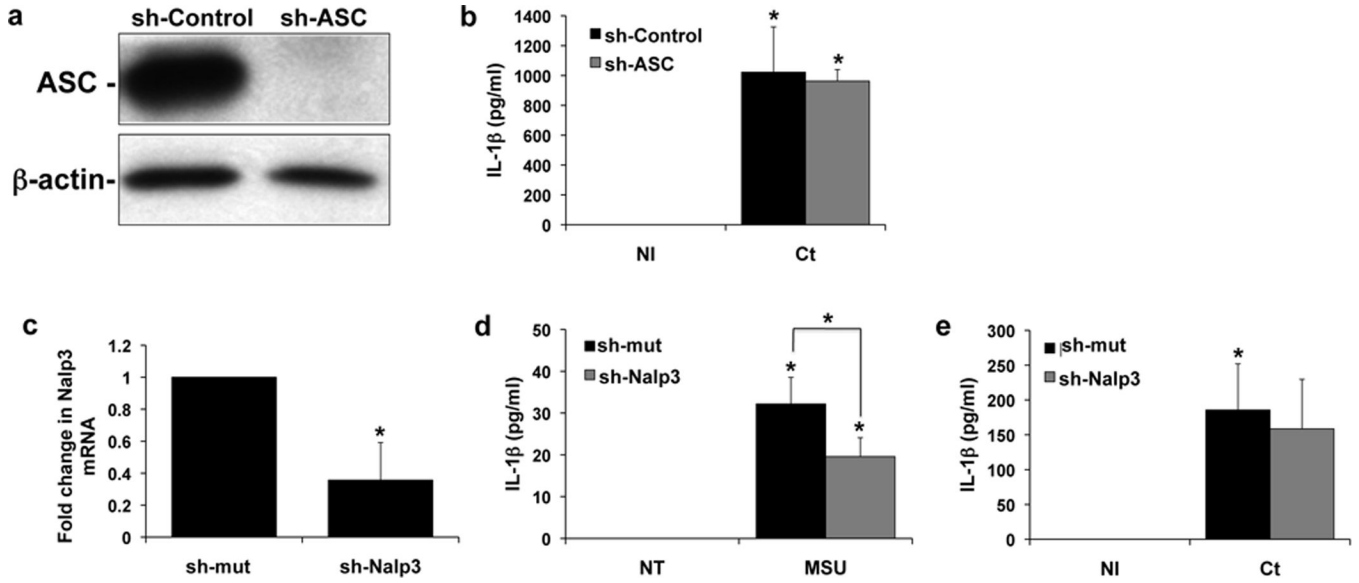 a
sh-Control sh-ASC
ASC -
β-actin-
b
IL-1β (pg/ml)
1400
1200
1000
800
600
400
200
0
sh-Control
sh-ASC
*
*
NI Ct
c
Fold change in Nalp3
mRNA
1.2
1
0.8
0.6
0.4
0.2
0
*
sh-mut sh-Nalp3
d
IL-1β (pg/ml)
50
40
30
20
10
0
sh-mut
sh-Nalp3
*
*
*
NT MSU
e
IL-1β (pg/ml)
300
250
200
150
100
50
0
sh-mut
sh-Nalp3
*
NI Ct